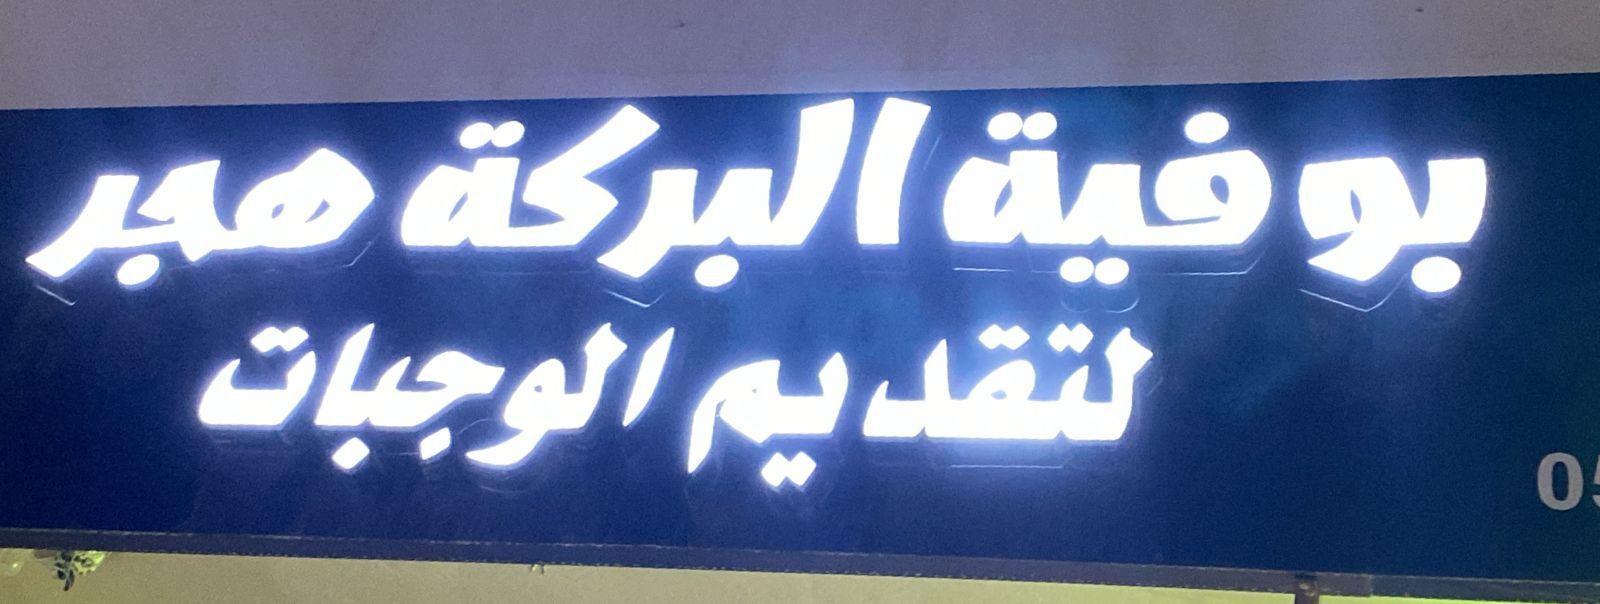 بوفية البركة هجر
لتقديم الوجبات
05